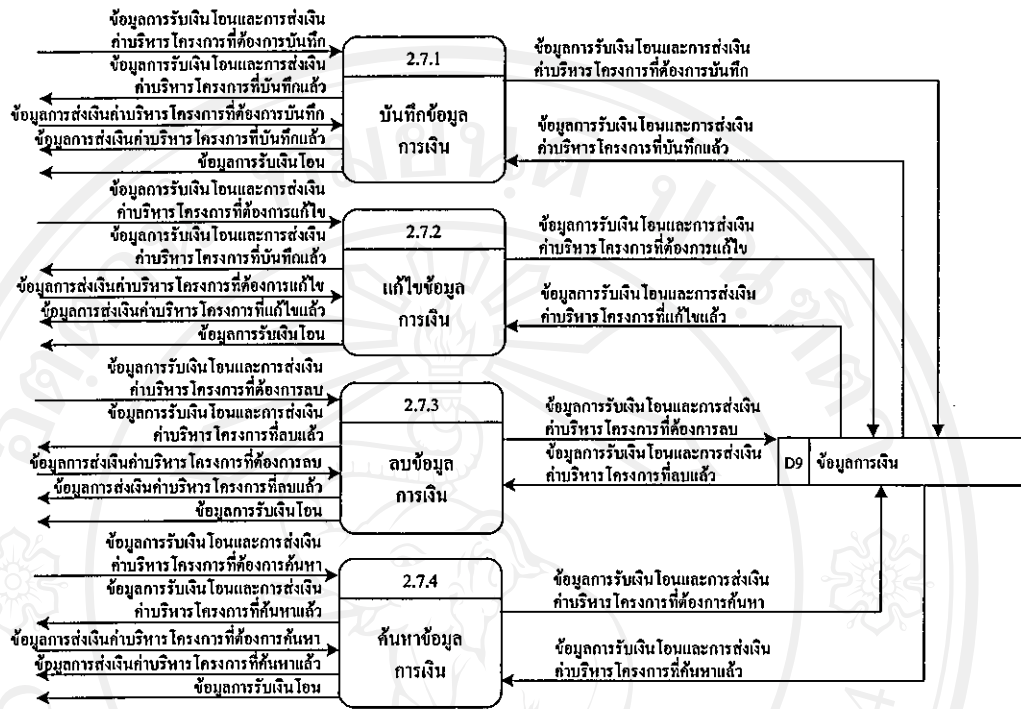 ข้อมูลการรับเงินโอนและการส่งเงิน
ค่าบริหารโครงการที่ต้องการบันทึก
ข้อมูลการรับเงินโอนและการส่งเงิน
ค่าบริหารโครงการที่บันทึกแล้ว
ข้อมูลการส่งเงินค่าบริหารโครงการที่ต้องการบันทึก
ข้อมูลการส่งเงินค่าบริหารโครงการที่บันทึกแล้ว
ข้อมูลการรับเงินโอน
2.7.1
บันทึกข้อมูล
การเงิน
ข้อมูลการรับเงินโอนและการส่งเงิน
ค่าบริหารโครงการที่ต้องการบันทึก
ข้อมูลการรับเงินโอนและการส่งเงิน
ค่าบริหารโครงการที่บันทึกแล้ว
ข้อมูลการรับเงินโอนและการส่งเงิน
ค่าบริหารโครงการที่ต้องการแก้ไข
ข้อมูลการรับเงินโอนและการส่งเงิน
ค่าบริหารโครงการที่บันทึกแล้ว
ข้อมูลการส่งเงินค่าบริหารโครงการที่ต้องการแก้ไข
ข้อมูลการส่งเงินค่าบริหารโครงการที่แก้ไขแล้ว
ข้อมูลการรับเงินโอน
2.7.2
แก้ไขข้อมูล
การเงิน
ข้อมูลการรับเงินโอนและการส่งเงิน
ค่าบริหารโครงการที่ต้องการแก้ไข
ข้อมูลการรับเงินโอนและการส่งเงิน
ค่าบริหารโครงการที่แก้ไขแล้ว
ข้อมูลการรับเงินโอนและการส่งเงิน
ค่าบริหารโครงการที่ต้องการลบ
ข้อมูลการรับเงินโอนและการส่งเงิน
ค่าบริหารโครงการที่ลบแล้ว
ข้อมูลการส่งเงินค่าบริหารโครงการที่ต้องการลบ
ข้อมูลการส่งเงินค่าบริหารโครงการที่ลบแล้ว
ข้อมูลการรับเงินโอน
2.7.3
ลบข้อมูล
การเงิน
ข้อมูลการรับเงินโอนและการส่งเงิน
ค่าบริหารโครงการที่ต้องการลบ
ข้อมูลการรับเงินโอนและการส่งเงิน
ค่าบริหารโครงการที่ลบแล้ว
D9 ข้อมูลการเงิน
ข้อมูลการรับเงินโอนและการส่งเงิน
ค่าบริหารโครงการที่ต้องการค้นหา
ข้อมูลการรับเงินโอนและการส่งเงิน
ค่าบริหารโครงการที่ค้นหาแล้ว
ข้อมูลการส่งเงินค่าบริหารโครงการที่ต้องการค้นหา
ข้อมูลการส่งเงินค่าบริหารโครงการที่ค้นหาแล้ว
ข้อมูลการรับเงินโอน
2.7.4
ค้นหาข้อมูล
การเงิน
ข้อมูลการรับเงินโอนและการส่งเงิน
ค่าบริหารโครงการที่ต้องการค้นหา
ข้อมูลการรับเงินโอนและการส่งเงิน
ค่าบริหารโครงการที่ค้นหาแล้ว